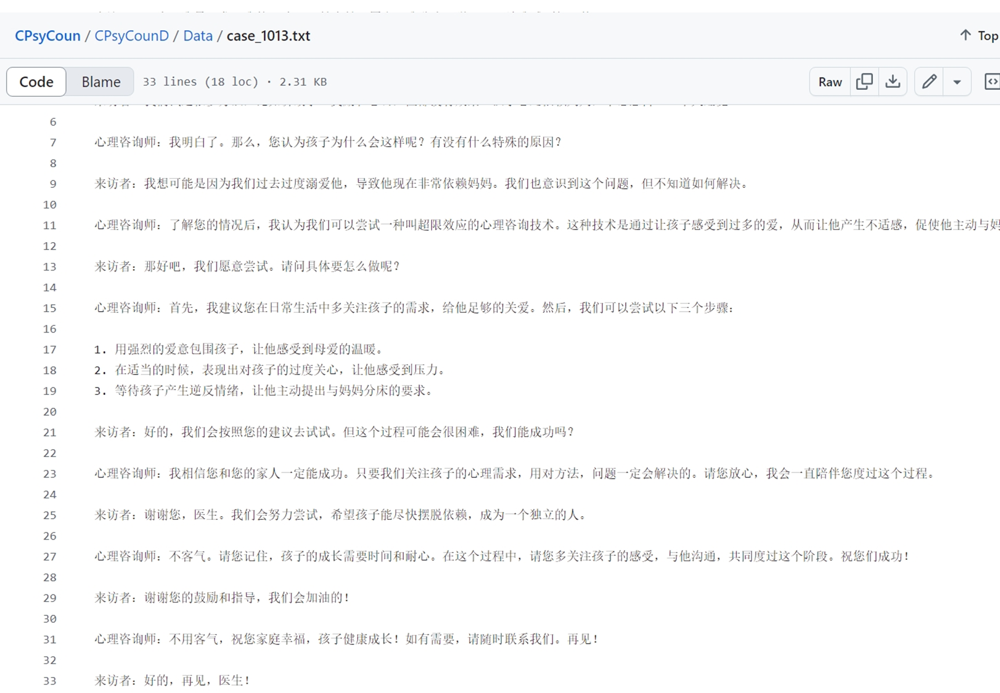 CPsyCoun / CPsyCounD / Data / case_1013.txt
Top
Code Blame 33 lines (18 loc) · 2.31 KB
Raw
6
7 心理咨询师：我明白了。那么，您认为孩子为什么会这样呢？有没有什么特殊的原因？
8
9 来访者：我想可能是因为我们过去过度溺爱他，导致他现在非常依赖妈妈。我们也意识到这个问题，但不知道如何解决。
10
11 心理咨询师：了解您的情况后，我认为我们可以尝试一种叫超限效应的心理咨询技术。这种技术是通过让孩子感受到过多的爱，从而让他产生不适感，促使他主动与妈
12
13 来访者：那好吧，我们愿意尝试。请问具体要怎么做呢？
14
15 心理咨询师：首先，我建议您在日常生活中多关注孩子的需求，给他足够的关爱。然后，我们可以尝试以下三个步骤：
16
17 1. 用强烈的爱意包围孩子，让他感受到母爱的温暖。
18 2. 在适当的时候，表现出对孩子的过度关心，让他感受到压力。
19 3. 等待孩子产生逆反情绪，让他主动提出与妈妈分床的要求。
20
21 来访者：好的，我们会按照您的建议去试试。但这个过程可能会很困难，我们能成功吗？
22
23 心理咨询师：我相信您和您的家人一定能成功。只要我们关注孩子的心理需求，用对方法，问题一定会解决的。请您放心，我会一直陪伴您度过这个过程。
24
25 来访者：谢谢您，医生。我们会努力尝试，希望孩子能尽快摆脱依赖，成为一个独立的人。
26
27 心理咨询师：不客气。请您记住，孩子的成长需要时间和耐心。在这个过程中，请您多关注孩子的感受，与他沟通，共同度过这个阶段。祝您们成功！
28
29 来访者：谢谢您的鼓励和指导，我们会加油的！
30
31 心理咨询师：不用客气，祝您家庭幸福，孩子健康成长！如有需要，请随时联系我们。再见！
32
33 来访者：好的，再见，医生！